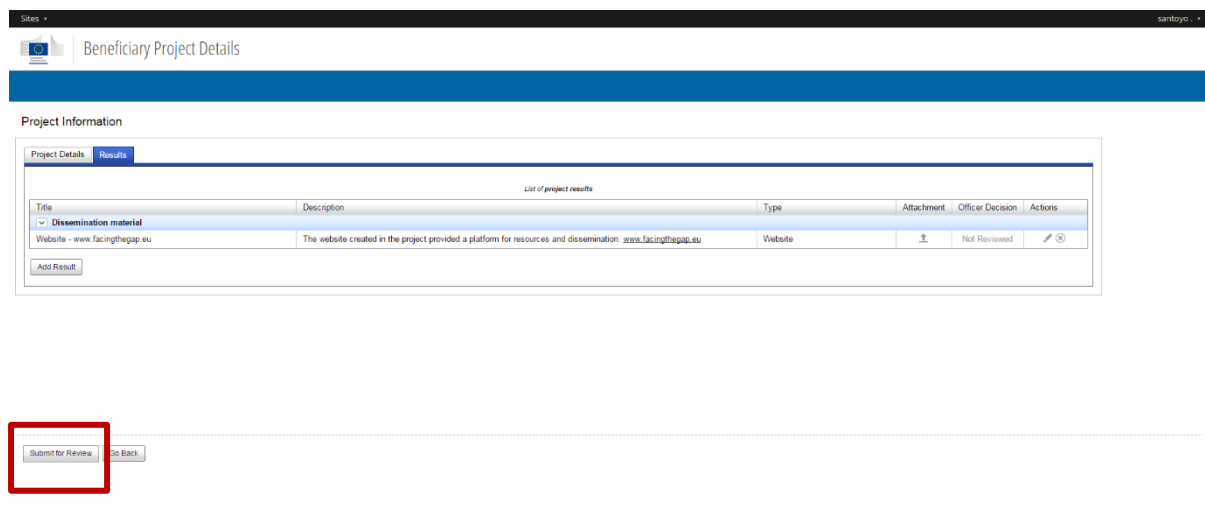 Sites
santoyo .
Beneficiary Project Details
Project Information
Project Details Results
List of project results
Title Description Type Attachment Officer Decision Actions
Dissemination material
Website - www.facingthegap.eu The website created in the project provided a platform for resources and dissemination. www.facingthegap.eu Website Not Reviewed
Add Result
Submit for Review Go Back